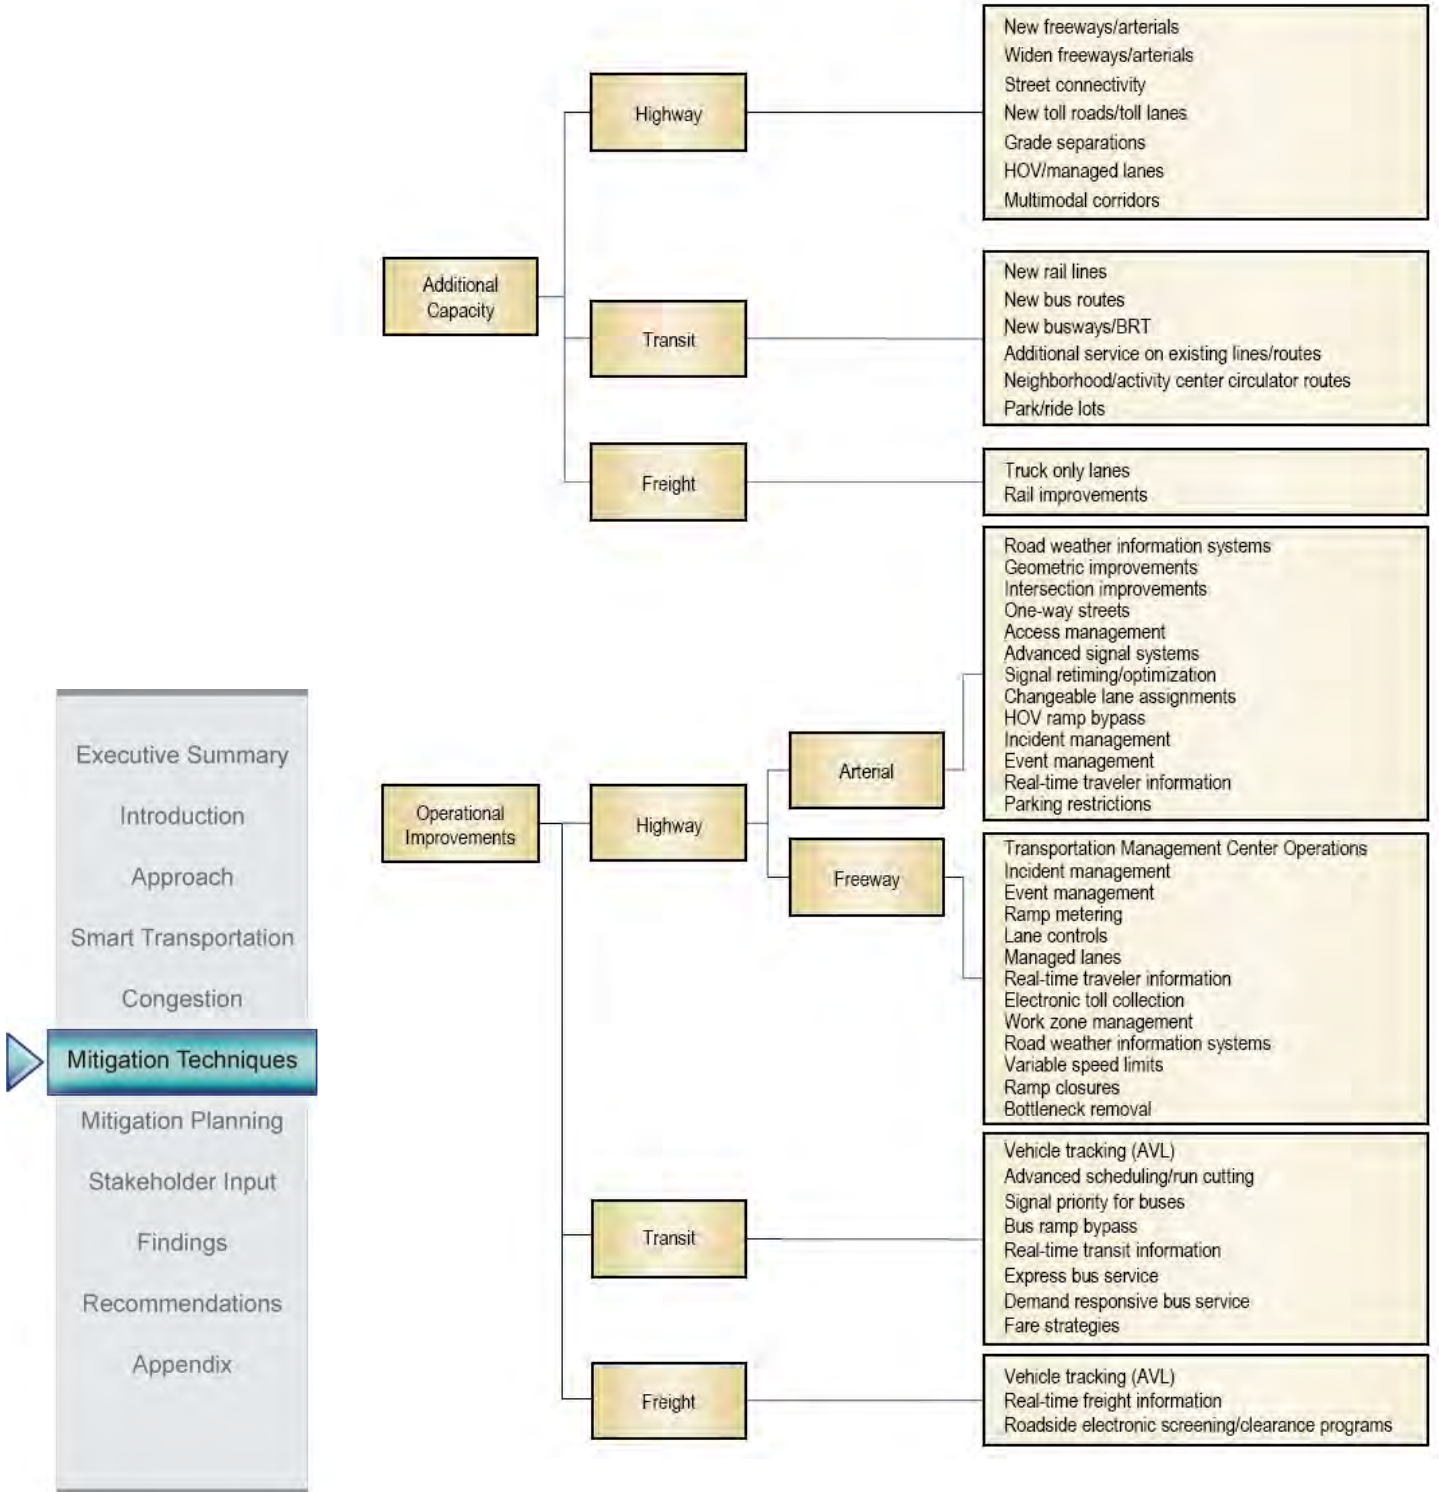 Executive Summary
Introduction
Approach
Smart Transportation
Congestion
Mitigation Techniques
Mitigation Planning
Stakeholder Input
Findings
Recommendations
Appendix
Additional
Capacity
Highway
New freeways/arterials
Widen freeways/arterials
Street connectivity
New toll roads/toll lanes
Grade separations
HOV/managed lanes
Multimodal corridors
Transit
New rail lines
New bus routes
New busways/BRT
Additional service on existing lines/routes
Neighborhood/activity center circulator routes
Park/ride lots
Freight
Truck only lanes
Rail improvements
Operational
Improvements
Highway
Arterial
Road weather information systems
Geometric improvements
Intersection improvements
One-way streets
Access management
Advanced signal systems
Signal retiming/optimization
Changeable lane assignments
HOV ramp bypass
Incident management
Event management
Real-time traveler information
Parking restrictions
Freeway
Transportation Management Center Operations
Incident management
Event management
Ramp metering
Lane controls
Managed lanes
Real-time traveler information
Electronic toll collection
Work zone management
Road weather information systems
Variable speed limits
Ramp closures
Bottleneck removal
Transit
Vehicle tracking (AVL)
Advanced scheduling/run cutting
Signal priority for buses
Bus ramp bypass
Real-time transit information
Express bus service
Demand responsive bus service
Fare strategies
Freight
Vehicle tracking (AVL)
Real-time freight information
Roadside electronic screening/clearance programs